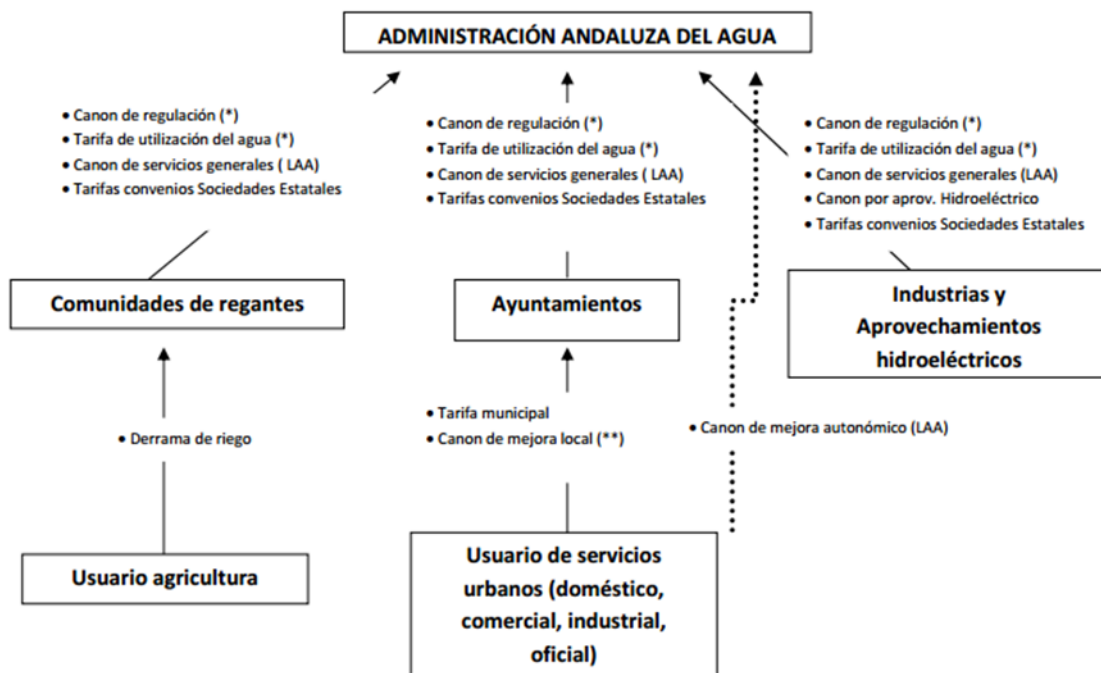 ADMINISTRACIÓN ANDALUZA DEL AGUA
• Canon de regulación (*)
• Tarifa de utilización del agua (*)
• Canon de servicios generales ( LAA)
• Tarifas convenios Sociedades Estatales
• Canon de regulación (*)
• Tarifa de utilización del agua (*)
• Canon de servicios generales ( LAA)
• Tarifas convenios Sociedades Estatales
• Canon de regulación (*)
• Tarifa de utilización del agua (*)
• Canon de servicios generales (LAA)
• Canon por aprov. Hidroeléctrico
• Tarifas convenios Sociedades Estatales
Comunidades de regantes
Ayuntamientos
Industrias y
Aprovechamientos
hidroeléctricos
• Derrama de riego
• Tarifa municipal
• Canon de mejora local (**)
• Canon de mejora autonómico (LAA)
Usuario agricultura
Usuario de servicios
urbanos (doméstico,
comercial, industrial,
oficial)